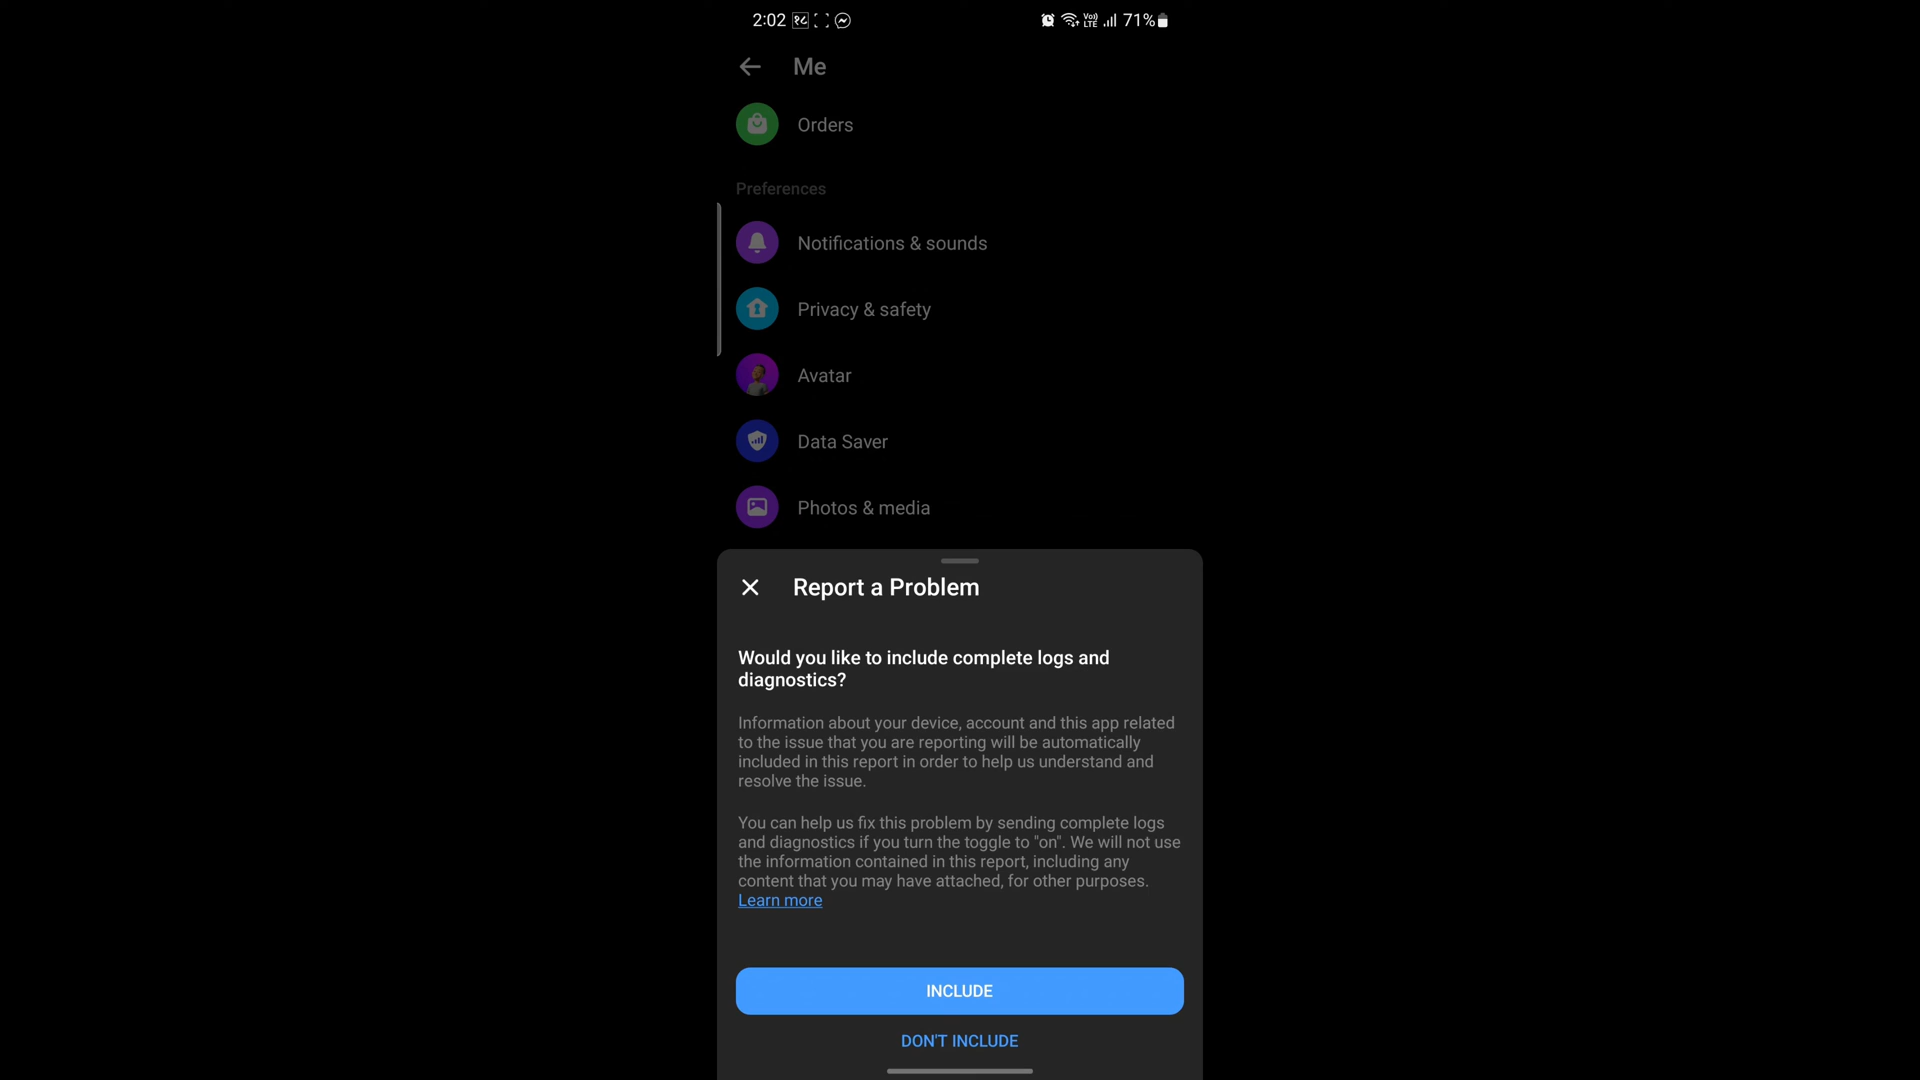 2:02 १८ Vo)) LTE 71%
Me
Orders
Preferences
Notifications & sounds
Privacy & safety
Avatar
Data Saver
Photos & media
Report a Problem
Would you like to include complete logs and
diagnostics?
Information about your device, account and this app related
to the issue that you are reporting will be automatically
included in this report in order to help us understand and
resolve the issue.
You can help us fix this problem by sending complete logs
and diagnostics if you turn the toggle to "on". We will not use
the information contained in this report, including any
content that you may have attached, for other purposes.
Learn more
INCLUDE
DON'T INCLUDE